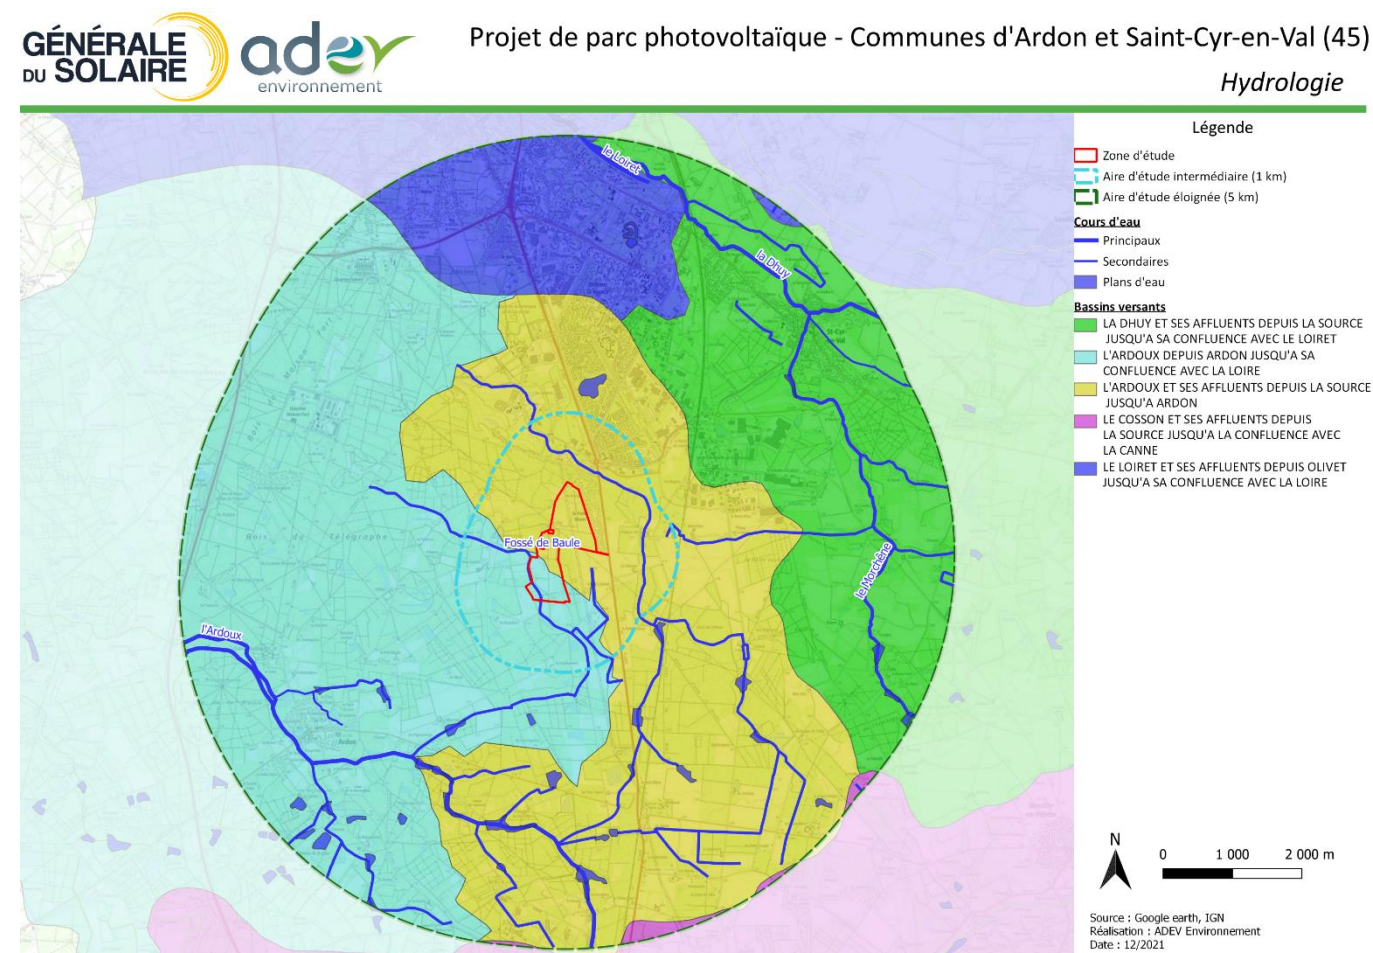 GÉNÉRALE
DU SOLAIRE
adev
environnement
Projet de parc photovoltaïque - Communes d'Ardon et Saint-Cyr-en-Val (45)
Hydrologie
le Loiret
la Dhuy
St-Cyr-
en-Val
Fossé de Baule
le Morchêne
l'Ardoux
Ardon
Légende
Zone d'étude
Aire d'étude intermédiaire (1 km)
Aire d'étude éloignée (5 km)
Cours d'eau
Principaux
Secondaires
Plans d'eau
Bassins versants
LA DHUY ET SES AFFLUENTS DEPUIS LA SOURCE
JUSQU'A SA CONFLUENCE AVEC LE LOIRET
L'ARDOUX DEPUIS ARDON JUSQU'A SA
CONFLUENCE AVEC LA LOIRE
L'ARDOUX ET SES AFFLUENTS DEPUIS LA SOURCE
JUSQU'A ARDON
LE COSSON ET SES AFFLUENTS DEPUIS
LA SOURCE JUSQU'A LA CONFLUENCE AVEC
LA CANNE
LE LOIRET ET SES AFFLUENTS DEPUIS OLIVET
JUSQU'A SA CONFLUENCE AVEC LA LOIRE
N
0 1 000 2 000 m
Source : Google earth, IGN
Réalisation : ADEV Environnement
Date : 12/2021